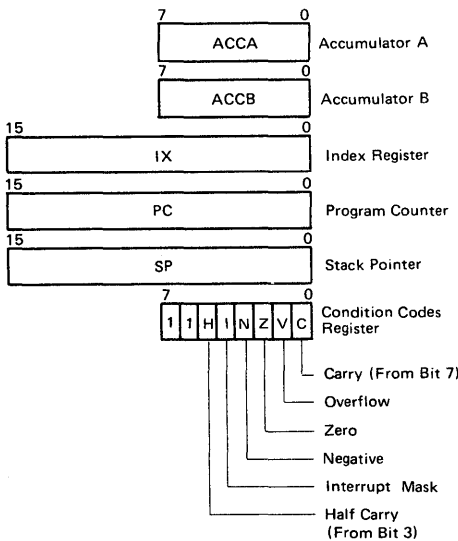 7 0
ACCA Accumulator A
7 0
ACCB Accumulator B
15 0
IX Index Register
15 0
PC Program Counter
15 0
SP Stack Pointer
7 0
1 1 H I N Z V C Condition Codes
Register
Carry (From Bit 7)
Overflow
Zero
Negative
Interrupt Mask
Half Carry
(From Bit 3)